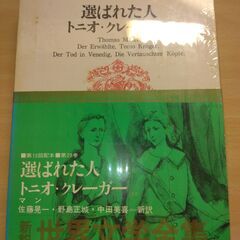 選ばれた人
トニオ・クレーガー
Thomas Mann
Der Erwählte, Tonio Kröger,
Der Tod in Venedig, Die Vertauschten Köpfe,
選ばれた人
トニオ・クレーガー
マン
佐藤晃一・野島正城・中田美喜=新訳
世界文学全集